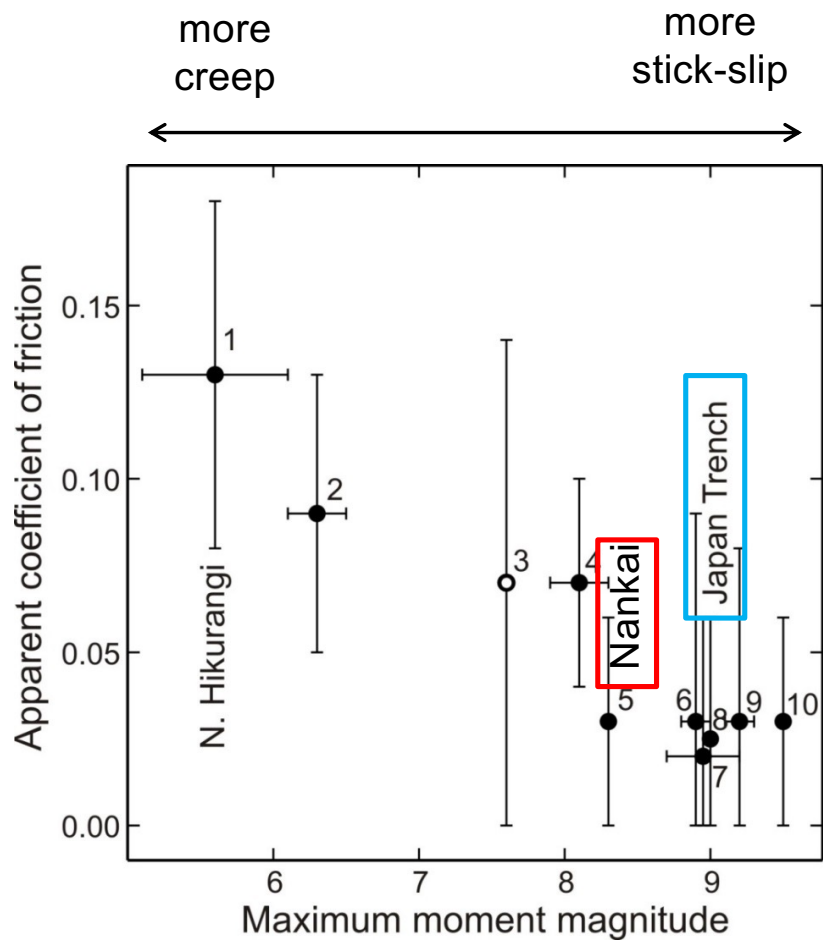 more
creep
more
stick-slip
Apparent coefficient of friction
0.15
0.10
0.05
0.00
1
2
3
4
5
6
7
8
9
10
N. Hikurangi
Nankai
Japan Trench
6
7
8
9
Maximum moment magnitude